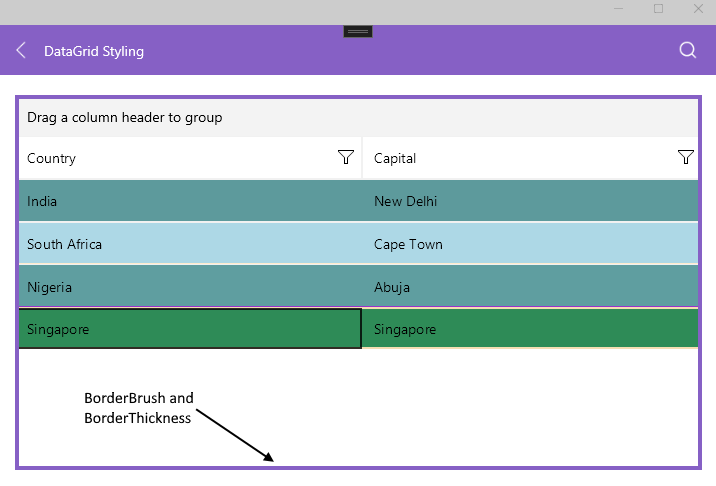 DataGrid Styling
Drag a column header to group
Country Capital
India New Delhi
South Africa Cape Town
Nigeria Abuja
Singapore Singapore
BorderBrush and
BorderThickness